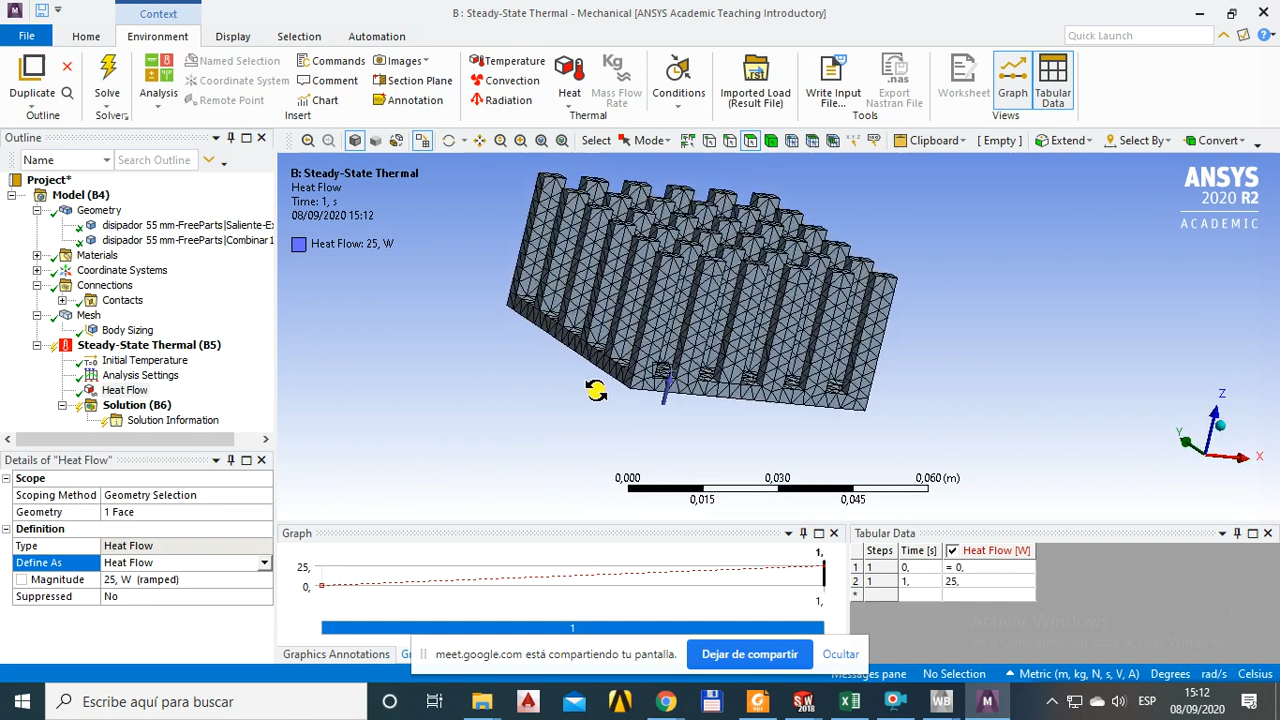 B : Steady-State Thermal - Mechanical [ANSYS Academic Teaching Introductory]
Context
File
Home
Environment
Display
Selection
Automation
Quick Launch
Duplicate
Outline
Solve
Solver
Analysis
Named Selection
Coordinate System
Remote Point
Commands
Comment
Chart
Images
Section Plane
Annotation
Insert
Temperature
Convection
Radiation
Heat
Kg
s
Mass Flow
Rate
Thermal
Conditions
Imported Load
(Result File)
Write Input
File...
.nas
Export
Nastran File
Tools
Worksheet
Graph
Tabular
Data
Views
Select
Mode
Clipboard
[ Empty ]
Extend
Select By
Convert
Outline
Name
Search Outline
Project*
Model (B4)
Geometry
disipador 55 mm-FreeParts|Saliente-Ex
disipador 55 mm-FreeParts|Combinar1
Materials
Coordinate Systems
Connections
Contacts
Mesh
Body Sizing
Steady-State Thermal (B5)
T=0
Initial Temperature
Analysis Settings
Heat Flow
Solution (B6)
Solution Information
Details of "Heat Flow"
Scope
Scoping Method
Geometry Selection
Geometry
1 Face
Definition
Type
Heat Flow
Define As
Heat Flow
Magnitude
25, W (ramped)
Suppressed
No
B: Steady-State Thermal
Heat Flow
Time: 1, s
08/09/2020 15:12
Heat Flow: 25, W
ANSYS
2020 R2
ACADEMIC
Z
Y
X
0,000
0,015
0,030
0,045
0,060 (m)
Graph
1,
25,
0,
1,
1
Graphics Annotations
Tabular Data
Steps
Time [s]
Heat Flow [W]
1
1
0,
= 0,
2
1
1,
25,
*
Activar Windows
meet.google.com está compartiendo tu pantalla.
Dejar de compartir
Ocultar
Messages pane
No Selection
Metric (m, kg, N, s, V, A)
Degrees
rad/s
Celsius
Escribe aquí para buscar
SW
2018
WB
M
ESP
15:12
08/09/2020